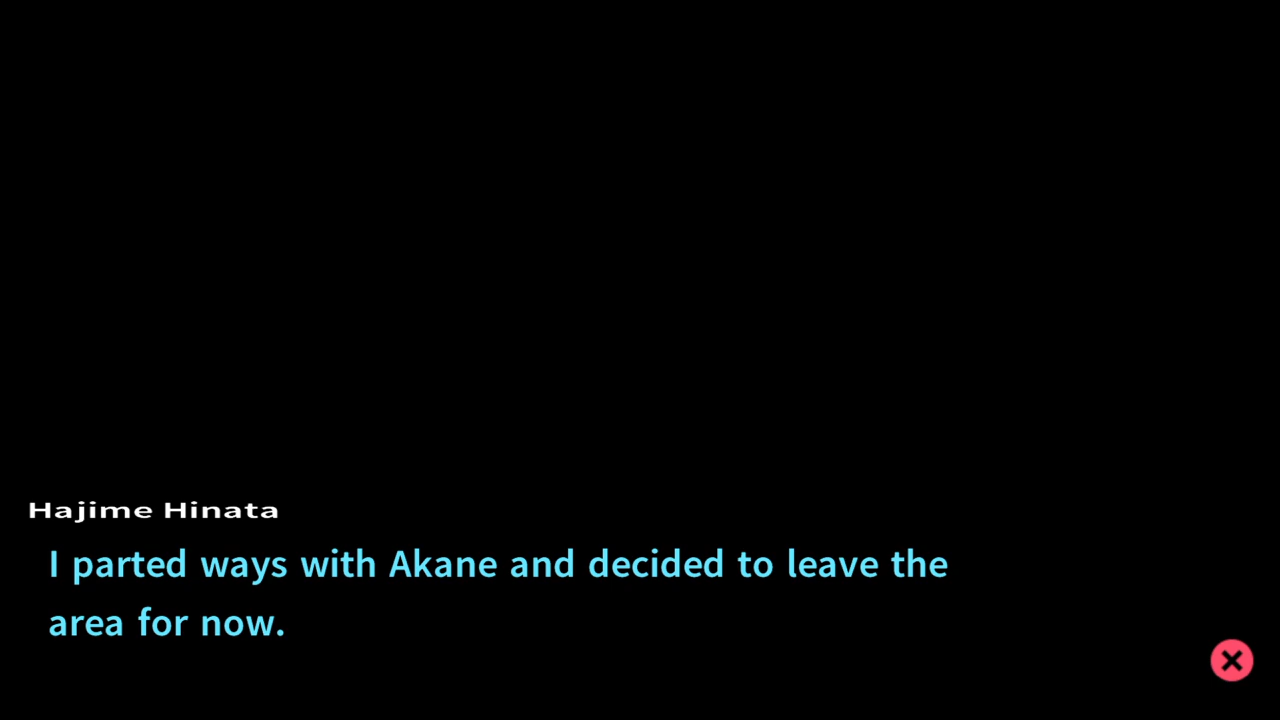 Hajime Hinata
I parted ways with Akane and decided to leave the
area for now.